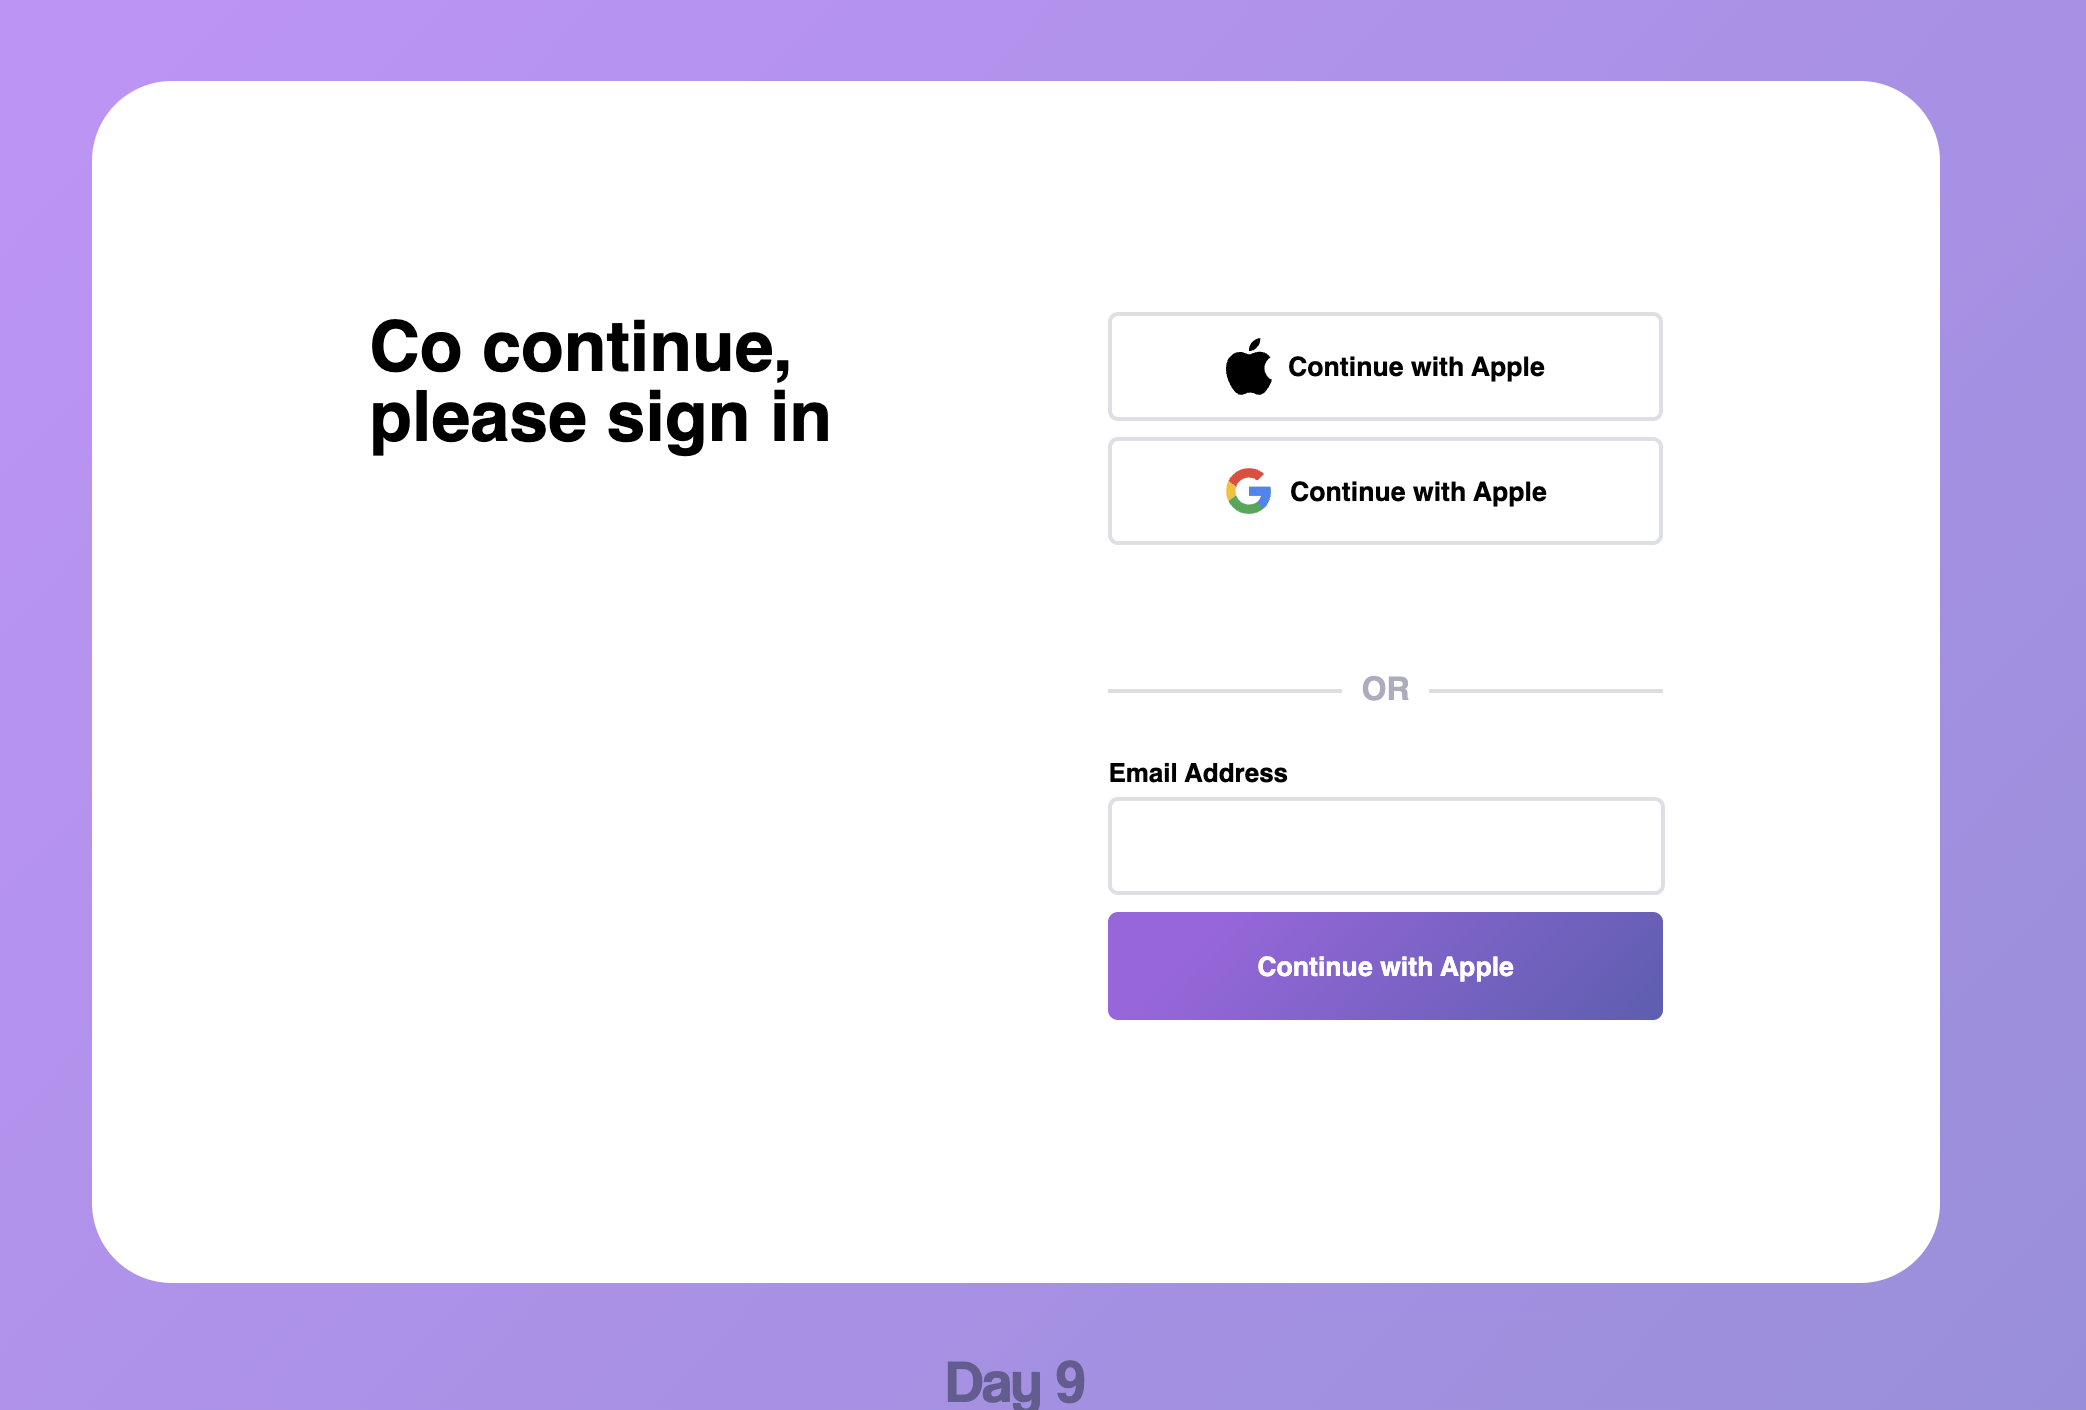 Co continue,
please sign in
Continue with Apple
Continue with Apple
OR
Email Address
Continue with Apple
Day 9